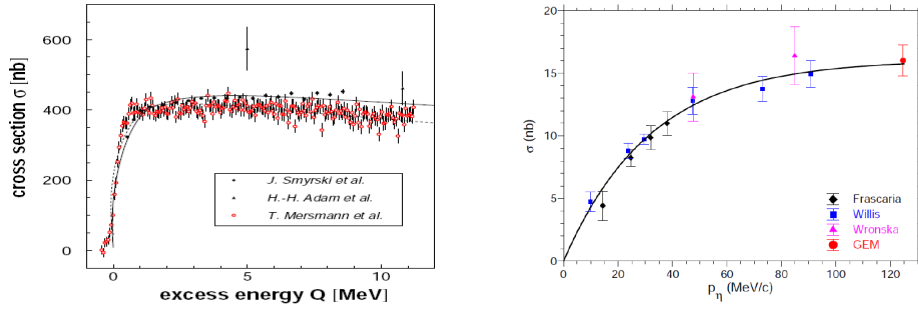 600
400
200
0
cross section σ [nb]
J. Smyrski et al.
H.-H. Adam et al.
T. Mersmann et al.
0
5
10
excess energy Q [MeV]
20
15
10
5
0
σ (nb)
Frascaria
Willis
Wronska
GEM
0
20
40
60
80
100
120
pη (MeV/c)